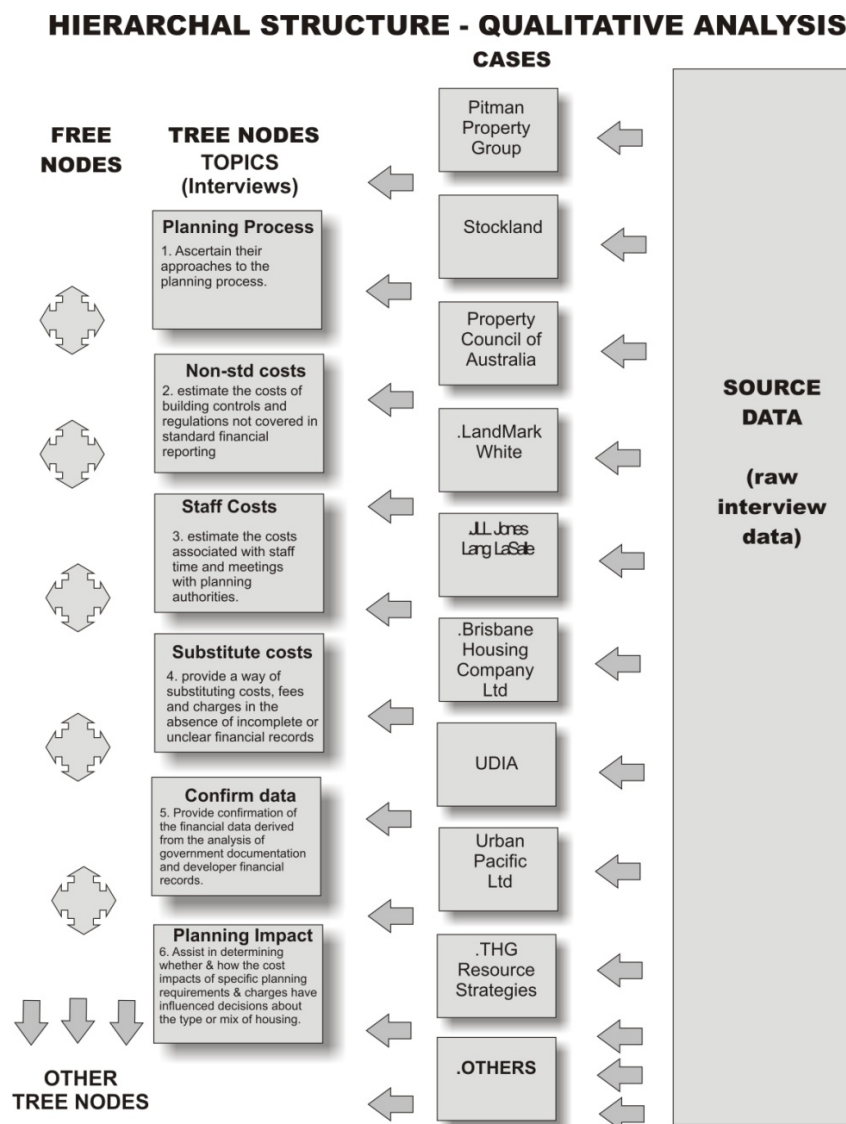 HIERARCHAL STRUCTURE - QUALITATIVE ANALYSIS
CASES
FREE
NODES
TREE NODES
TOPICS
(Interviews)
Planning Process
1. Ascertain their
approaches to the
planning process.
Non-std costs
2. estimate the costs of
building controls and
regulations not covered in
standard financial
reporting
Staff Costs
3. estimate the costs
associated with staff
time and meetings
with planning
authorities.
Substitute costs
4. provide a way of
substituting costs, fees
and charges in the
absence of incomplete or
unclear financial records
Confirm data
5. Provide confirmation of
the financial data derived
from the analysis of
government documentation
and developer financial
records.
Planning Impact
6. Assist in determining
whether & how the cost
impacts of specific planning
requirements & charges have
influenced decisions about
the type or mix of housing.
OTHER
TREE NODES
Pitman
Property
Group
Stockland
Property
Council of
Australia
.LandMark
White
.JLL Jones
Lang LaSalle
.Brisbane
Housing
Company
Ltd
UDIA
Urban
Pacific
Ltd
.THG
Resource
Strategies
.OTHERS
SOURCE
DATA
(raw
interview
data)